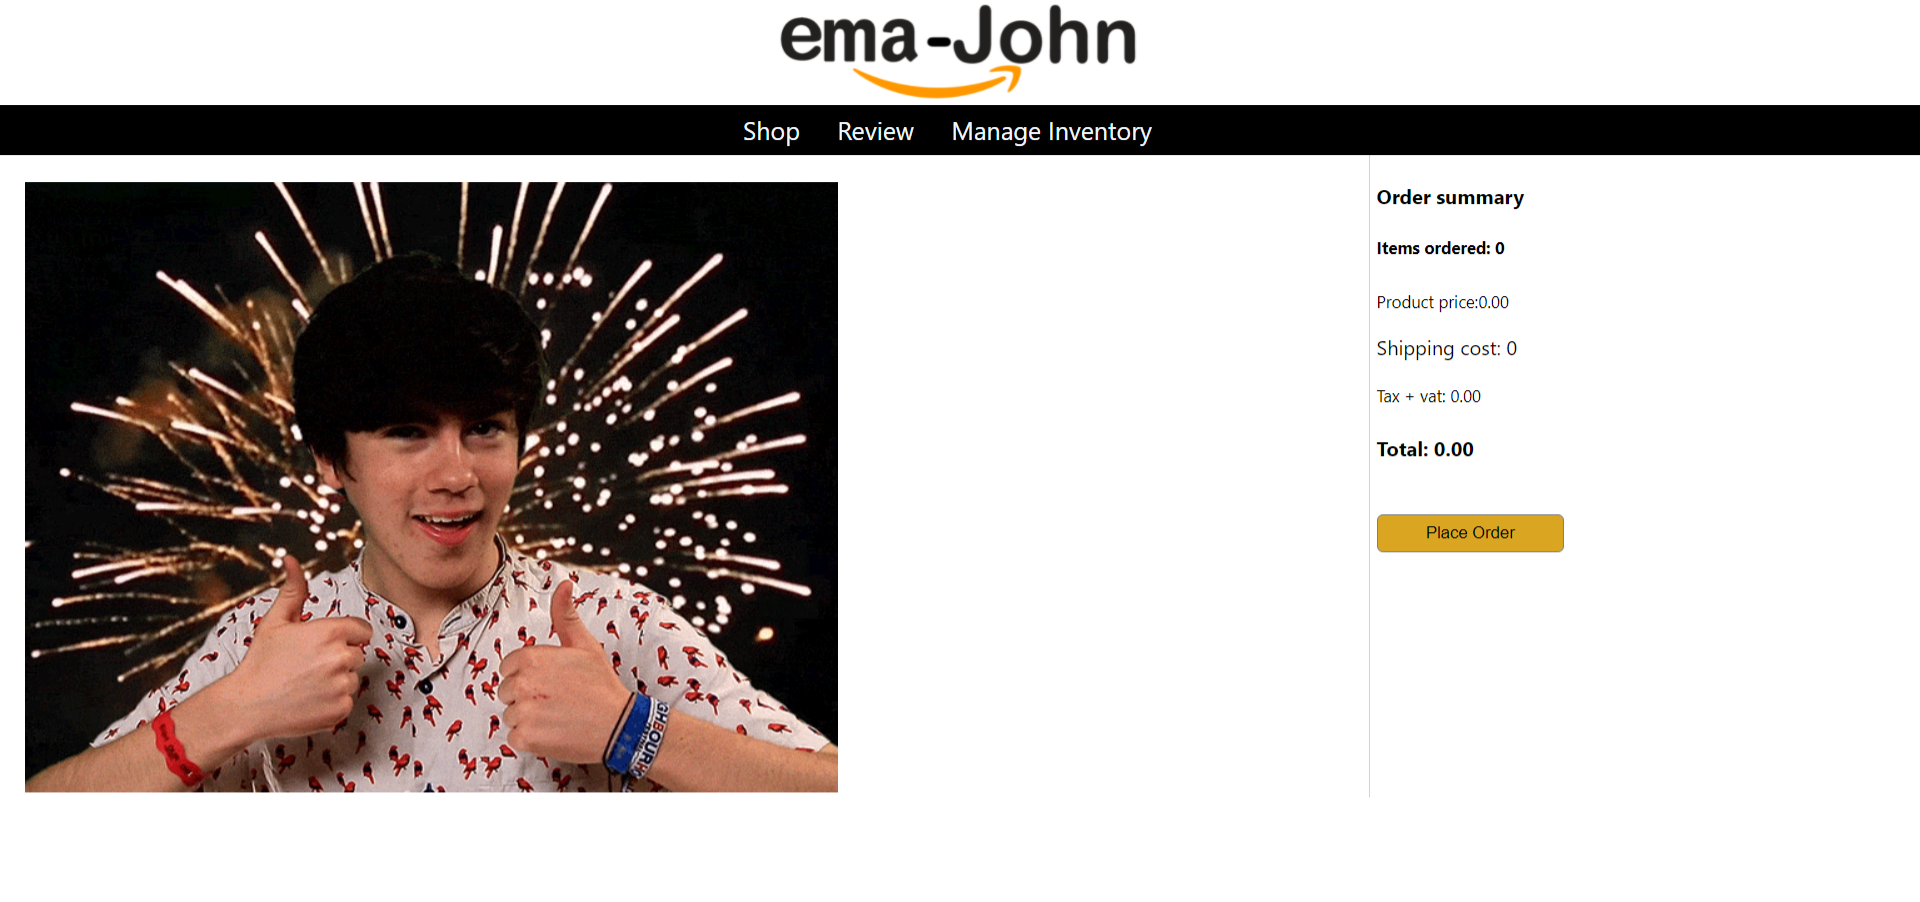 ema-John
Shop Review Manage Inventory
Order summary
Items ordered: 0
Product price:0.00
Shipping cost: 0
Tax + vat: 0.00
Total: 0.00
Place Order